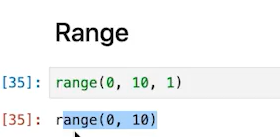 Range
[35]: range(0, 10, 1)
[35]: range(0, 10)